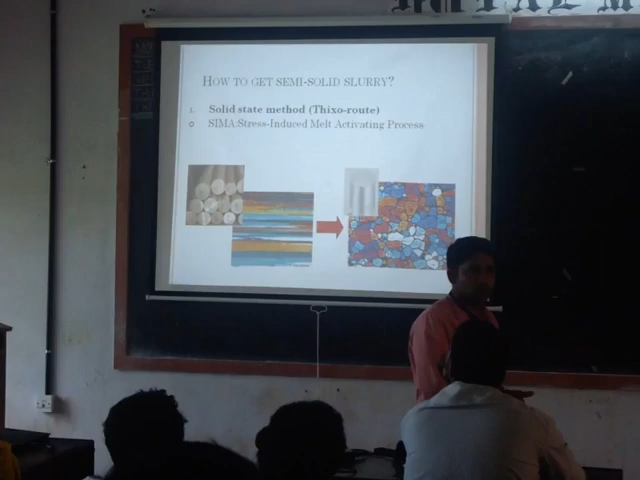 HOW TO GET SEMI-SOLID SLURRY?
1. Solid state method (Thixo-route)
o SIMA:Stress-Induced Melt Activating Process